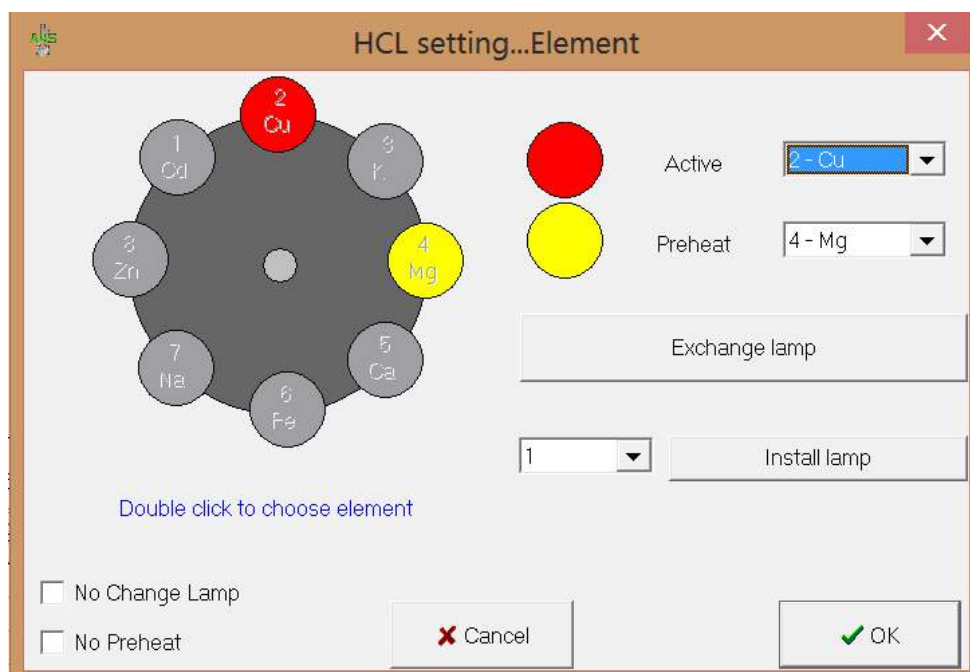 HCL setting...Element
2
Cu
1
Cd
3
K
8
Zn
4
Mg
7
Na
5
Ca
6
Fe
Active
2 - Cu
Preheat
4 - Mg
Exchange lamp
1
Install lamp
Double click to choose element
No Change Lamp
No Preheat
Cancel
OK